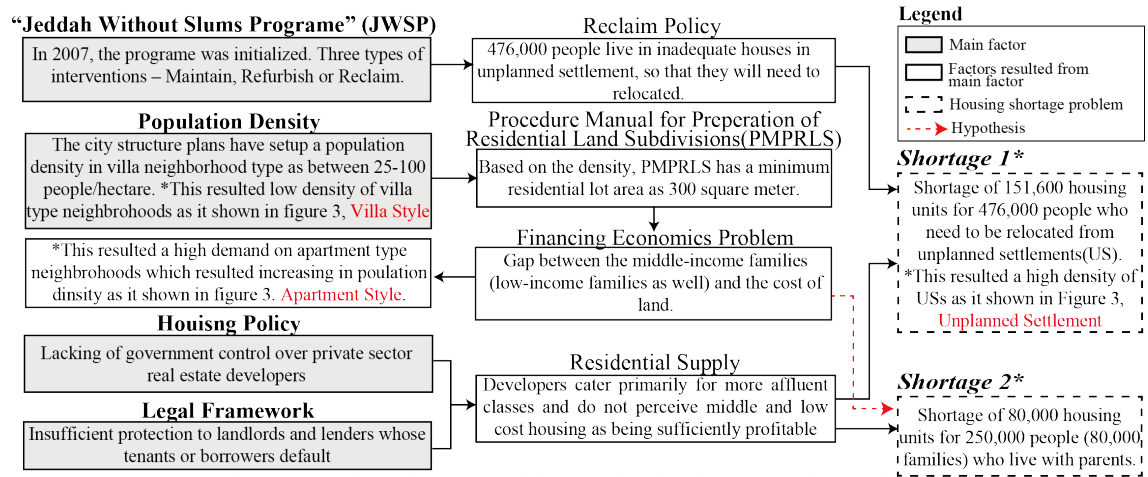 “Jeddah Without Slums Programe” (JWSP)
In 2007, the programe was initialized. Three types of
interventions – Maintain, Refurbish or Reclaim.
Population Density
The city structure plans have setup a population
density in villa neighborhood type as between 25-100
people/hectare. *This resulted low density of villa
type neighbrohoods as it shown in figure 3, Villa Style
*This resulted a high demand on apartment type
neighbrohoods which resulted increasing in poulation
dinsity as it shown in figure 3. Apartment Style.
Houisng Policy
Lacking of government control over private sector
real estate developers
Legal Framework
Insufficient protection to landlords and lenders whose
tenants or borrowers default
Reclaim Policy
476,000 people live in inadequate houses in
unplanned settlement, so that they will need to
relocated.
Procedure Manual for Preperation of
Residential Land Subdivisions(PMPRLS)
Based on the density, PMPRLS has a minimum
residential lot area as 300 square meter.
Financing Economics Problem
Gap between the middle-income families
(low-income families as well) and the cost of
land.
Residential Supply
Developers cater primarily for more affluent
classes and do not perceive middle and low
cost housing as being sufficiently profitable
Legend
Main factor
Factors resulted from
main factor
Housing shortage problem
Hypothesis
Shortage 1*
Shortage of 151,600 housing
units for 476,000 people who
need to be relocated from
unplanned settlements(US).
*This resulted a high density of
USs as it shown in Figure 3,
Unplanned Settlement
Shortage 2*
Shortage of 80,000 housing
units for 250,000 people (80,000
families) who live with parents.